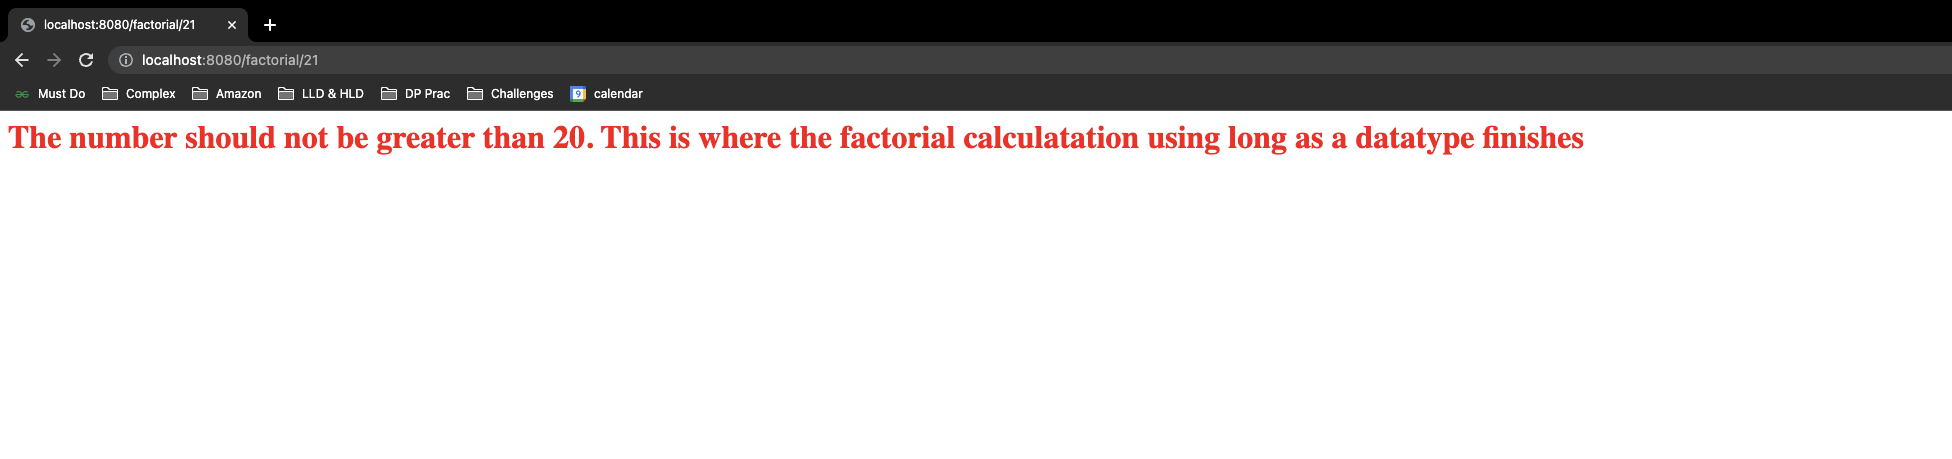 localhost:8080/factorial/21
localhost:8080/factorial/21
Must Do Complex Amazon LLD & HLD DP Prac Challenges 9 calendar
The number should not be greater than 20. This is where the factorial calculatation using long as a datatype finishes